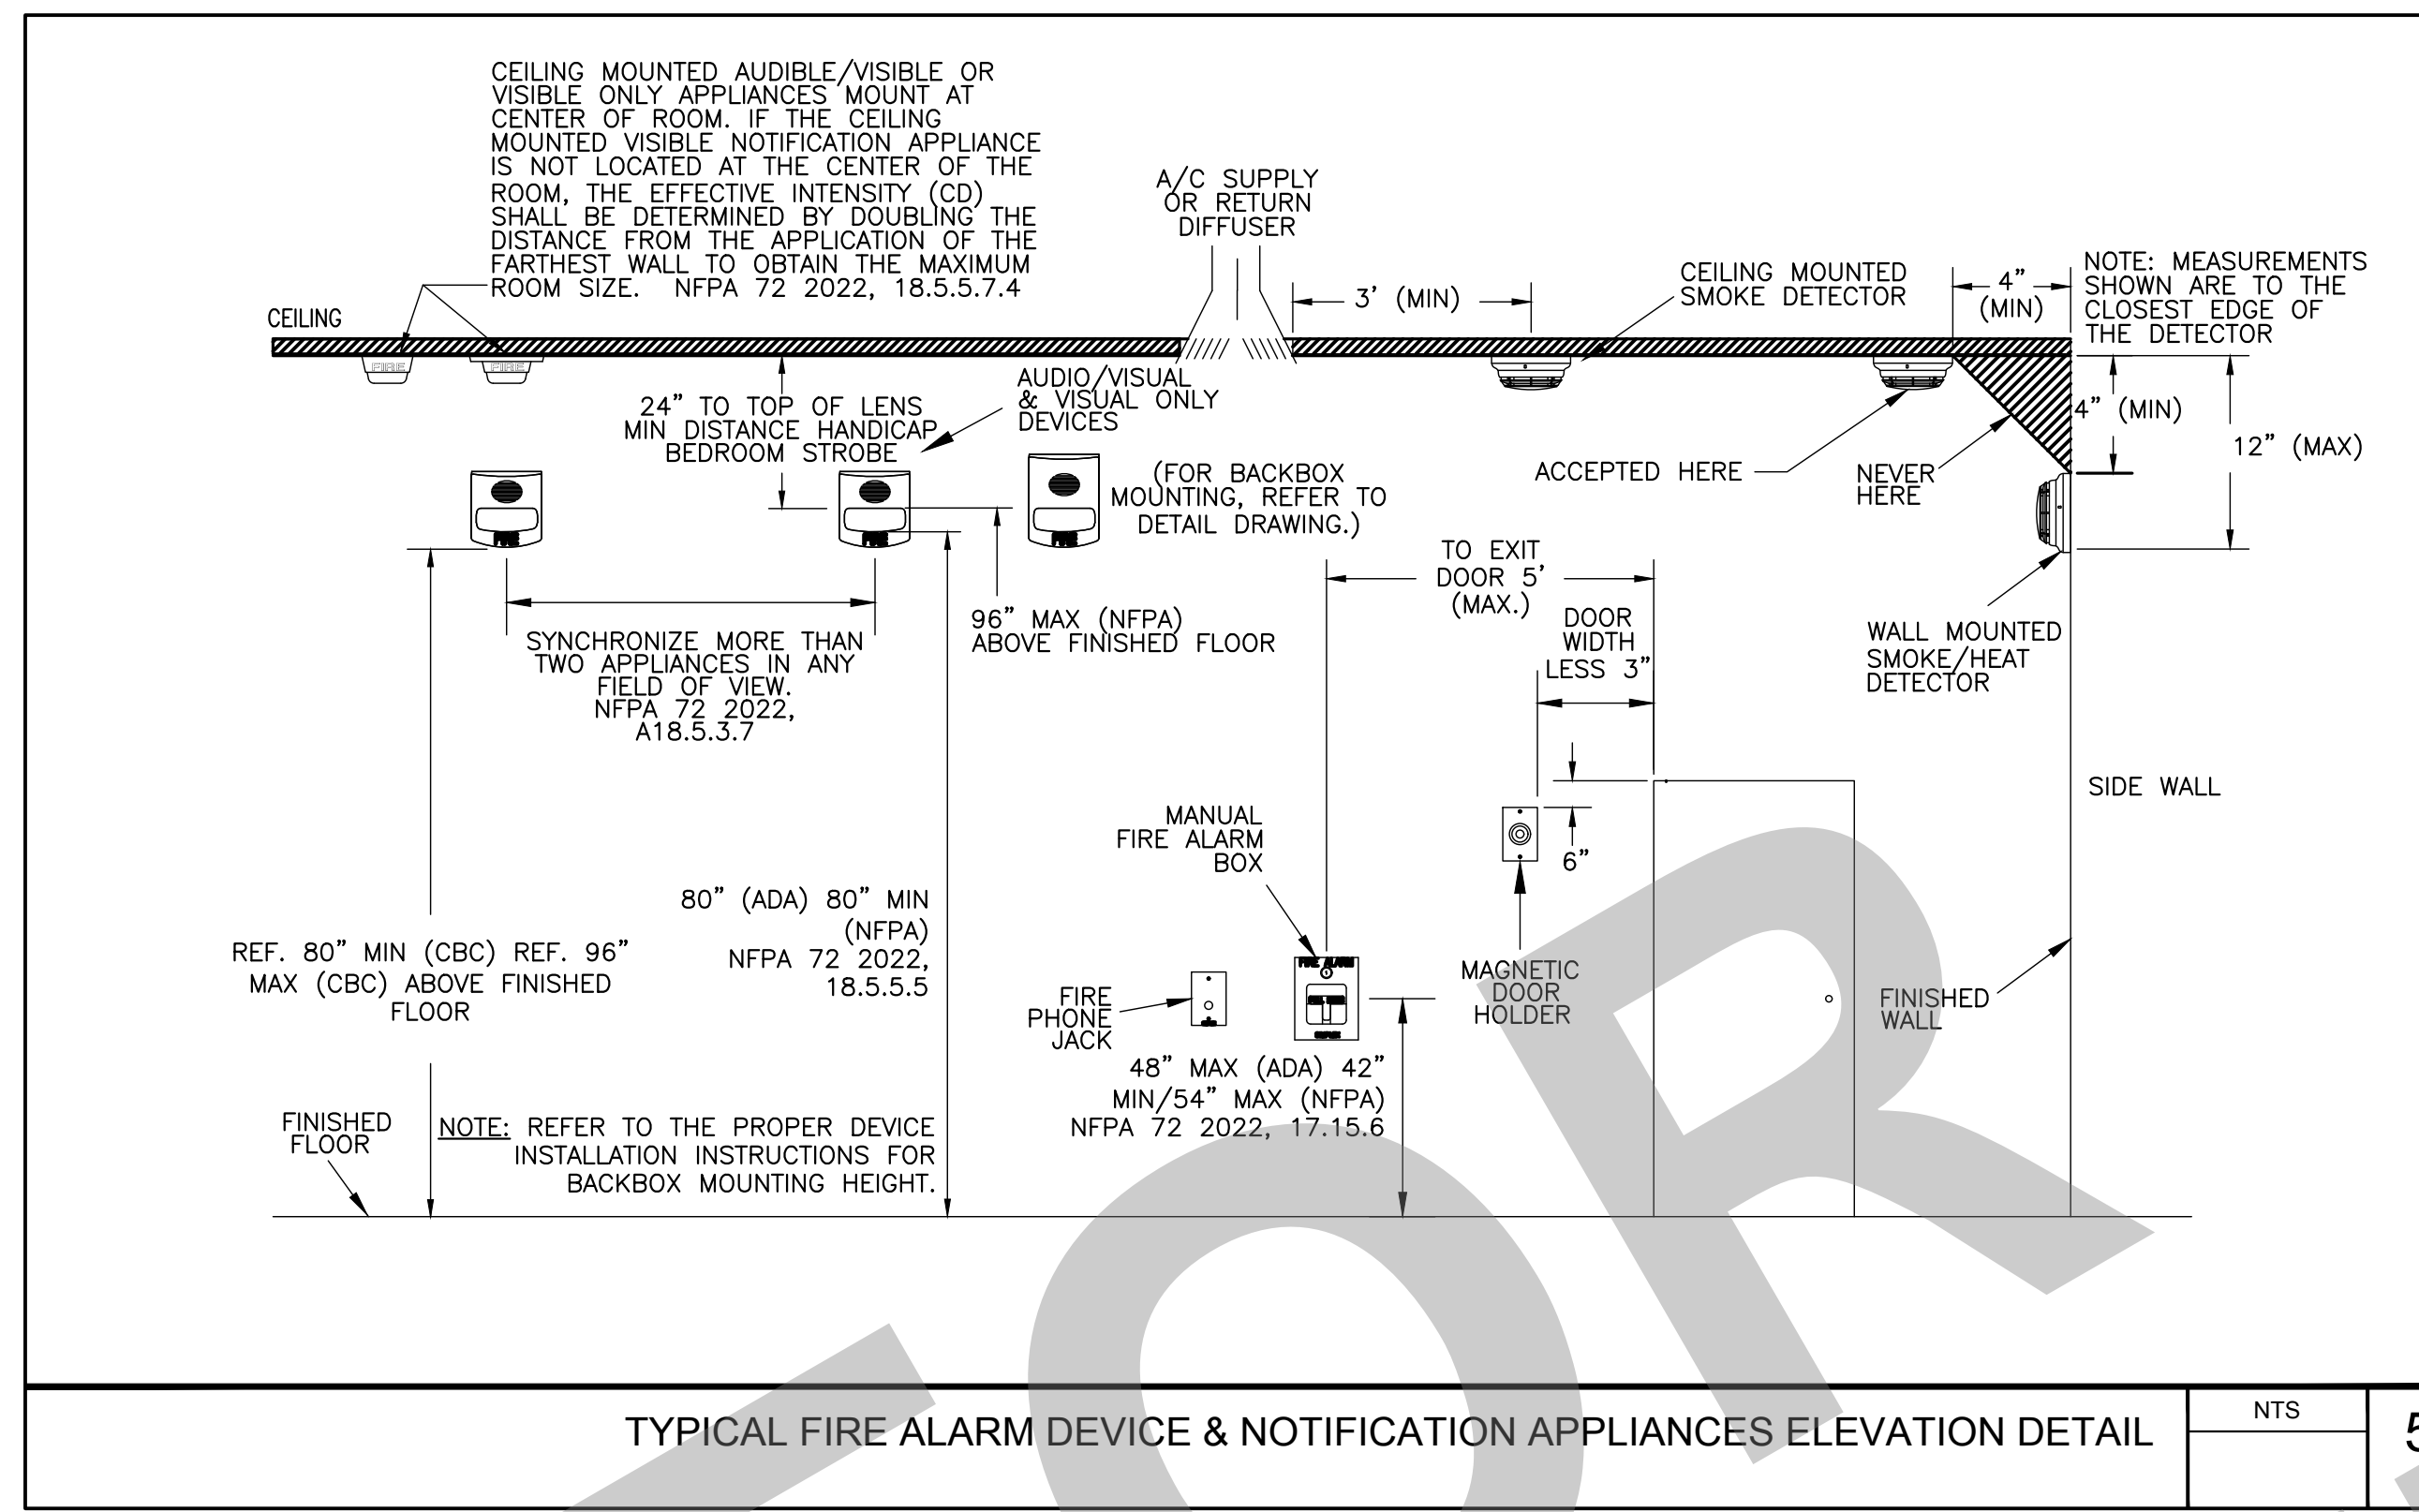 CEILING MOUNTED AUDIBLE/VISIBLE OR
VISIBLE ONLY APPLIANCES MOUNT AT
CENTER OF ROOM. IF THE CEILING
MOUNTED VISIBLE NOTIFICATION APPLIANCE
IS NOT LOCATED AT THE CENTER OF THE
ROOM, THE EFFECTIVE INTENSITY (CD)
SHALL BE DETERMINED BY DOUBLING THE
DISTANCE FROM THE APPLICATION OF THE
FARTHEST WALL TO OBTAIN THE MAXIMUM
ROOM SIZE. NFPA 72 2022, 18.5.5.7.4
A/C SUPPLY
OR RETURN
DIFFUSER
3' (MIN)
CEILING MOUNTED
SMOKE DETECTOR
4"
(MIN)
NOTE: MEASUREMENTS
SHOWN ARE TO THE
CLOSEST EDGE OF
THE DETECTOR
CEILING
FIRE
FIRE
24" TO TOP OF LENS
MIN DISTANCE HANDICAP
BEDROOM STROBE
AUDIO/VISUAL
& VISUAL ONLY
DEVICES
4" (MIN)
12" (MAX)
(FOR BACKBOX
MOUNTING, REFER TO
DETAIL DRAWING.)
ACCEPTED HERE
NEVER
HERE
FIRE
FIRE
FIRE
TO EXIT
DOOR 5'
(MAX.)
DOOR
WIDTH
LESS 3"
SYNCHRONIZE MORE THAN
TWO APPLIANCES IN ANY
FIELD OF VIEW.
NFPA 72 2022,
A18.5.3.7
96" MAX (NFPA)
ABOVE FINISHED FLOOR
WALL MOUNTED
SMOKE/HEAT
DETECTOR
SIDE WALL
MANUAL
FIRE ALARM
BOX
6"
80" (ADA) 80" MIN
(NFPA)
NFPA 72 2022,
18.5.5.5
REF. 80" MIN (CBC) REF. 96"
MAX (CBC) ABOVE FINISHED
FLOOR
FIRE ALARM
FIRE
PHONE
JACK
MAGNETIC
DOOR
HOLDER
FINISHED
WALL
48" MAX (ADA) 42"
MIN/54" MAX (NFPA)
NFPA 72 2022, 17.15.6
FINISHED
FLOOR
NOTE: REFER TO THE PROPER DEVICE
INSTALLATION INSTRUCTIONS FOR
BACKBOX MOUNTING HEIGHT.
TYPICAL FIRE ALARM DEVICE & NOTIFICATION APPLIANCES ELEVATION DETAIL
NTS
5
OR